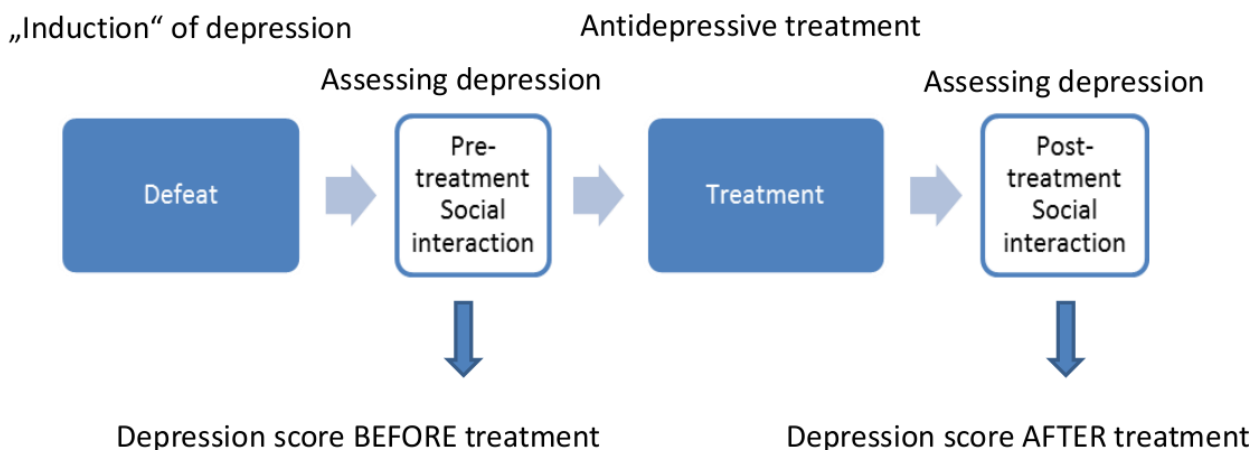 „Induction“ of depression
Antidepressive treatment
Assessing depression
Assessing depression
Defeat
Pre-
treatment
Social
interaction
Treatment
Post-
treatment
Social
interaction
Depression score BEFORE treatment
Depression score AFTER treatment